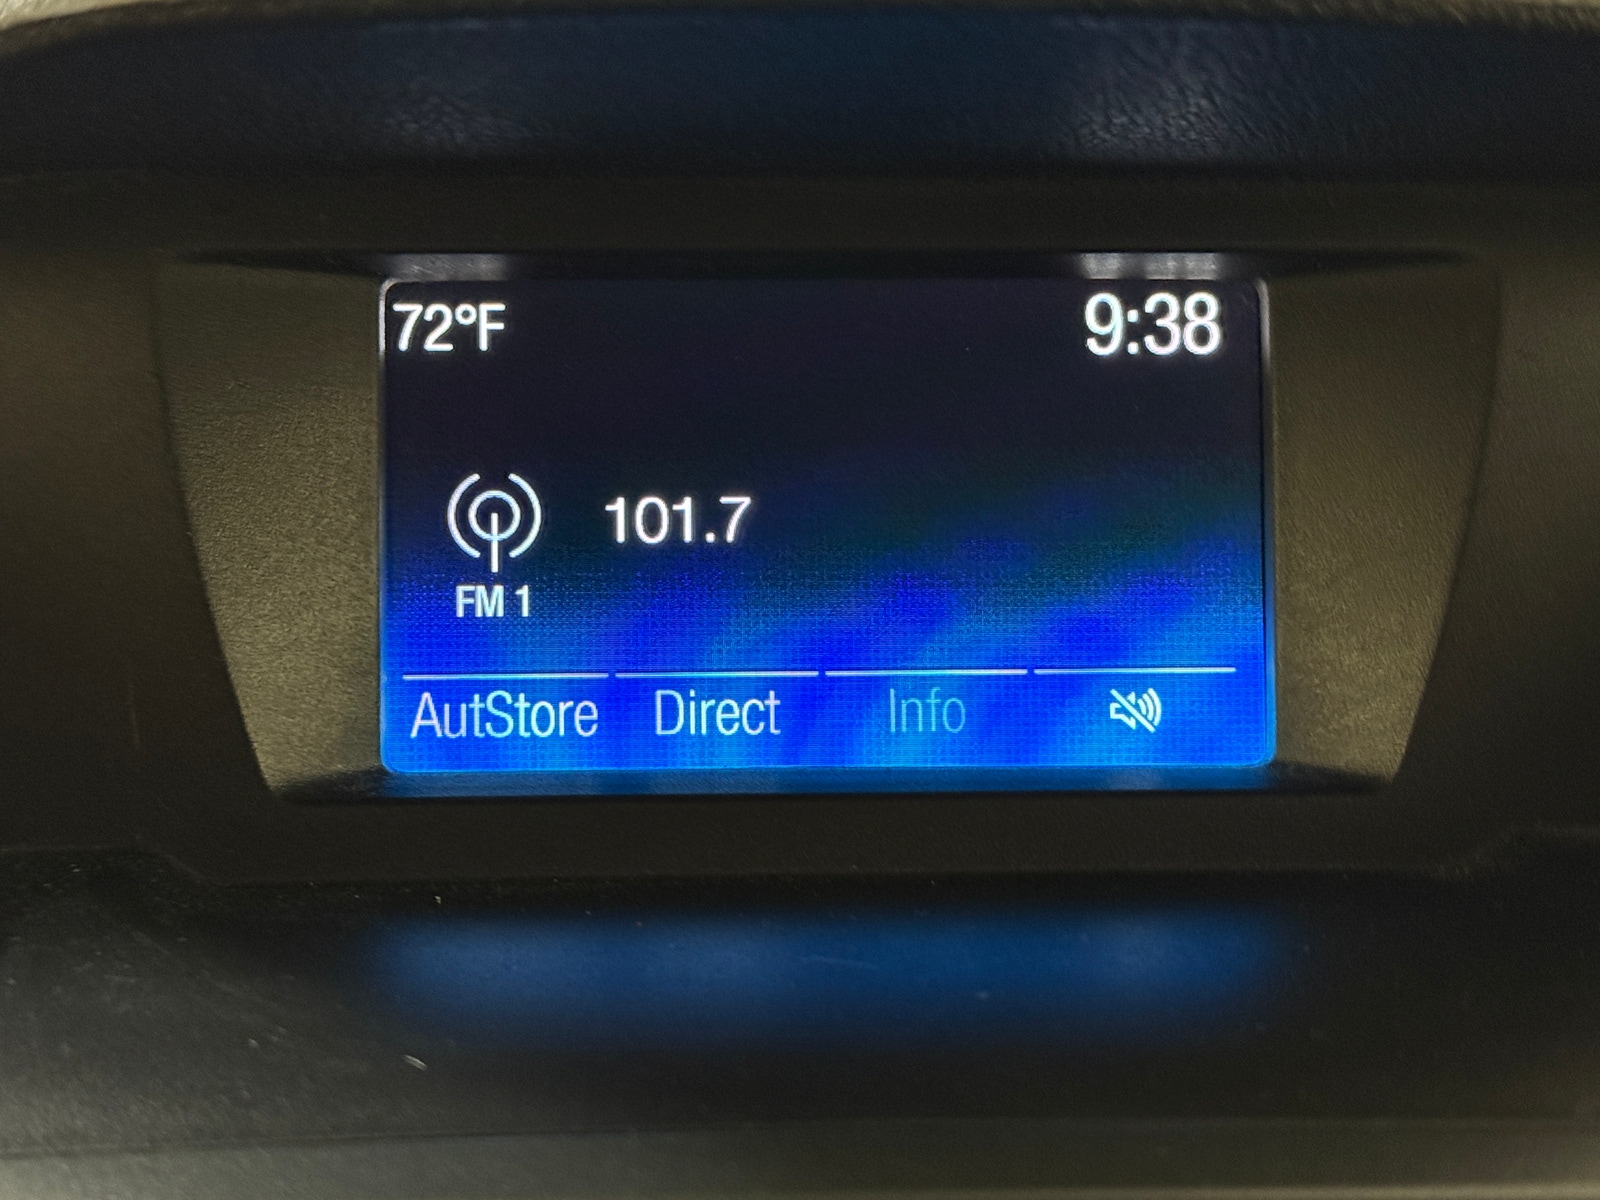 72°F 9:38
101.7
FM 1
AutStore Direct Info